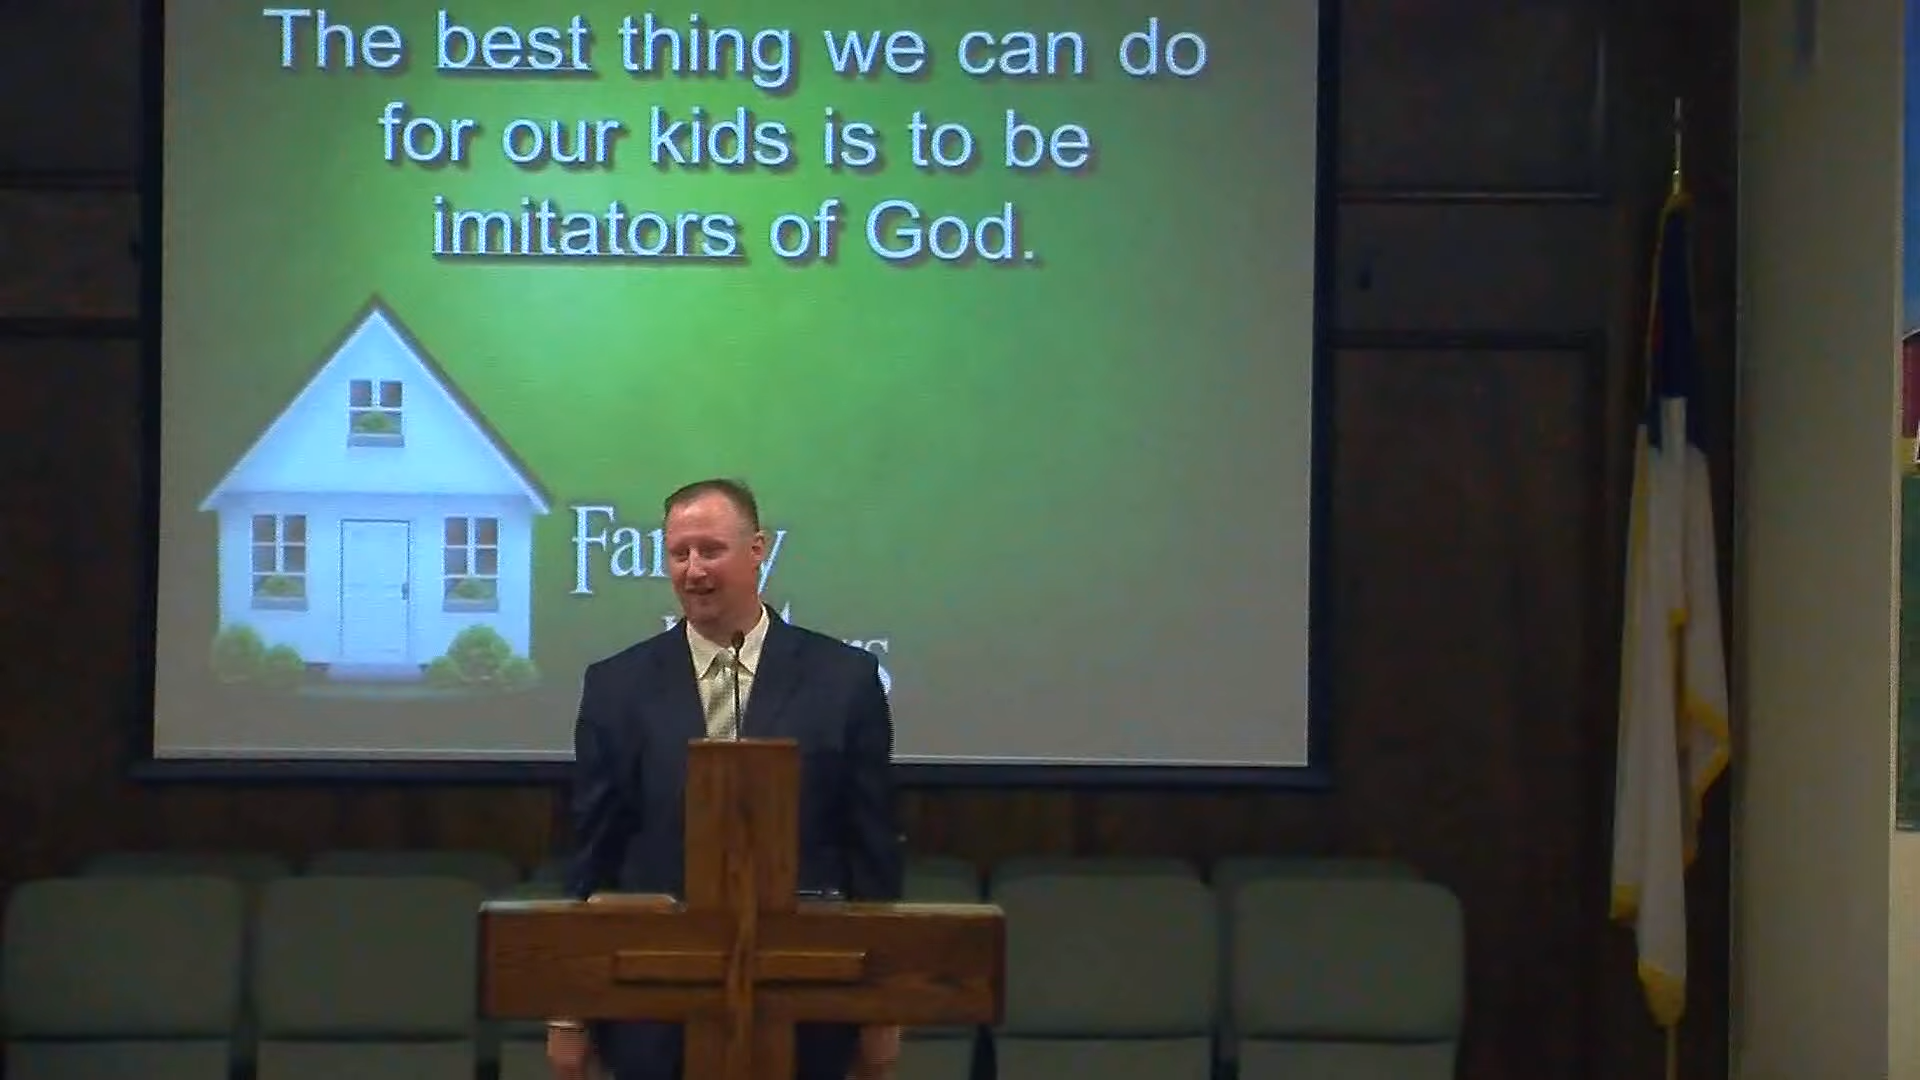 The best thing we can do
for our kids is to be
imitators of God.